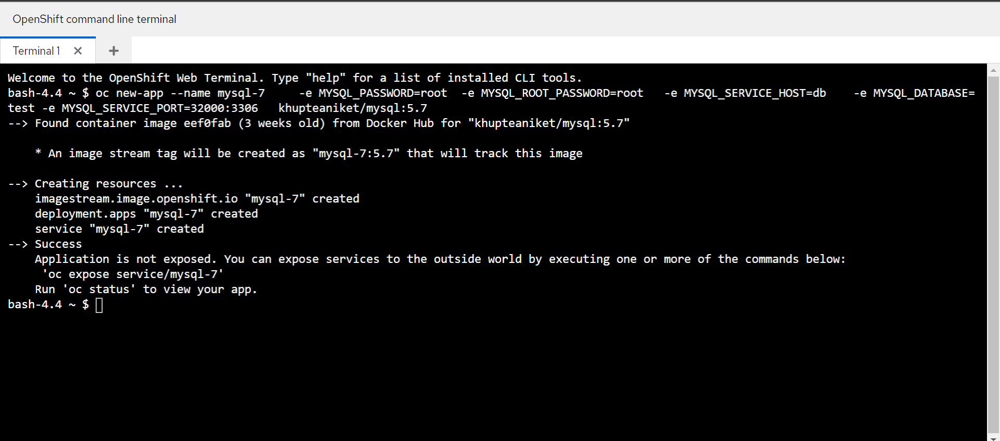 OpenShift command line terminal
Terminal 1
Welcome to the OpenShift Web Terminal. Type "help" for a list of installed CLI tools.
bash-4.4 ~ $ oc new-app --name mysql-7     -e MYSQL_PASSWORD=root  -e MYSQL_ROOT_PASSWORD=root   -e MYSQL_SERVICE_HOST=db    -e MYSQL_DATABASE=
test -e MYSQL_SERVICE_PORT=32000:3306   khupteaniket/mysql:5.7
--> Found container image eef0fab (3 weeks old) from Docker Hub for "khupteaniket/mysql:5.7"
    * An image stream tag will be created as "mysql-7:5.7" that will track this image
--> Creating resources ...
    imagestream.image.openshift.io "mysql-7" created
    deployment.apps "mysql-7" created
    service "mysql-7" created
--> Success
    Application is not exposed. You can expose services to the outside world by executing one or more of the commands below:
     'oc expose service/mysql-7'
    Run 'oc status' to view your app.
bash-4.4 ~ $